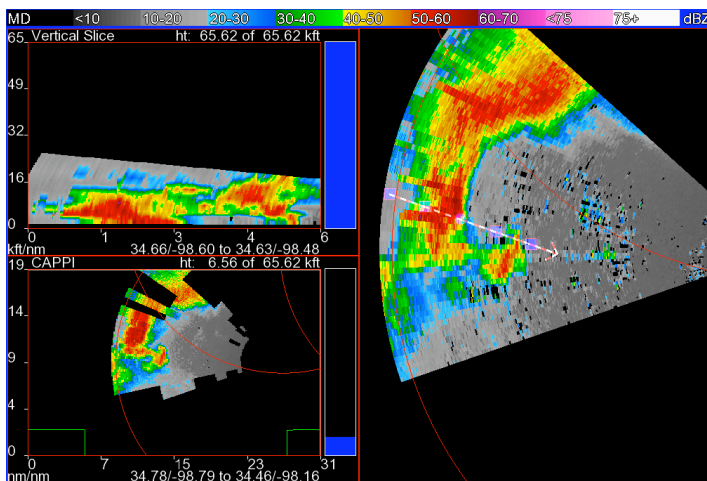 MD <10 10-20 20-30 30-40 40-50 50-60 60-70 <75 75+ dBZ
65 Vertical Slice ht: 65.62 of 65.62 kft
49
32
16
0
0 1 3 4 6
kft/nm 34.66/-98.60 to 34.63/-98.48
19 CAPPI ht: 6.56 of 65.62 kft
14
9
4
0
0 7 15 23 31
nm/nm 34.78/-98.79 to 34.46/-98.16